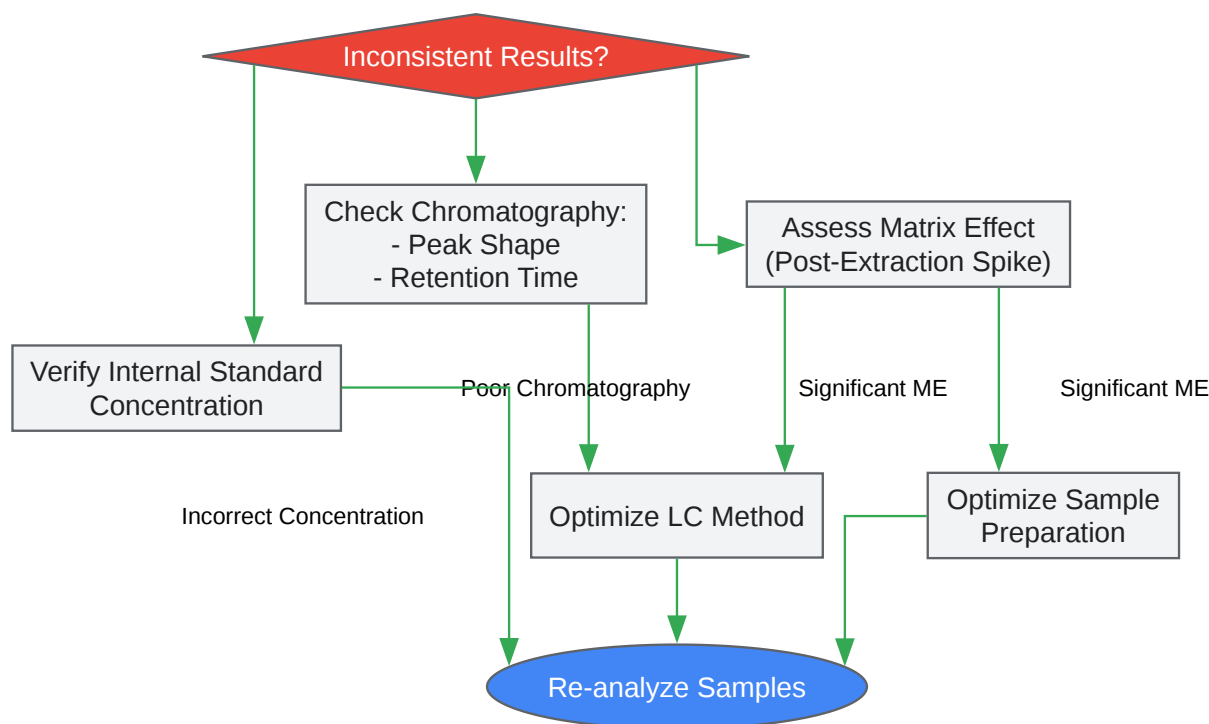 Inconsistent Results?
Check Chromatography:
- Peak Shape
- Retention Time
Assess Matrix Effect
(Post-Extraction Spike)
Verify Internal Standard
Concentration
Poor Chromatography
Significant ME
Significant ME
Incorrect Concentration
Optimize LC Method
Optimize Sample
Preparation
Re-analyze Samples